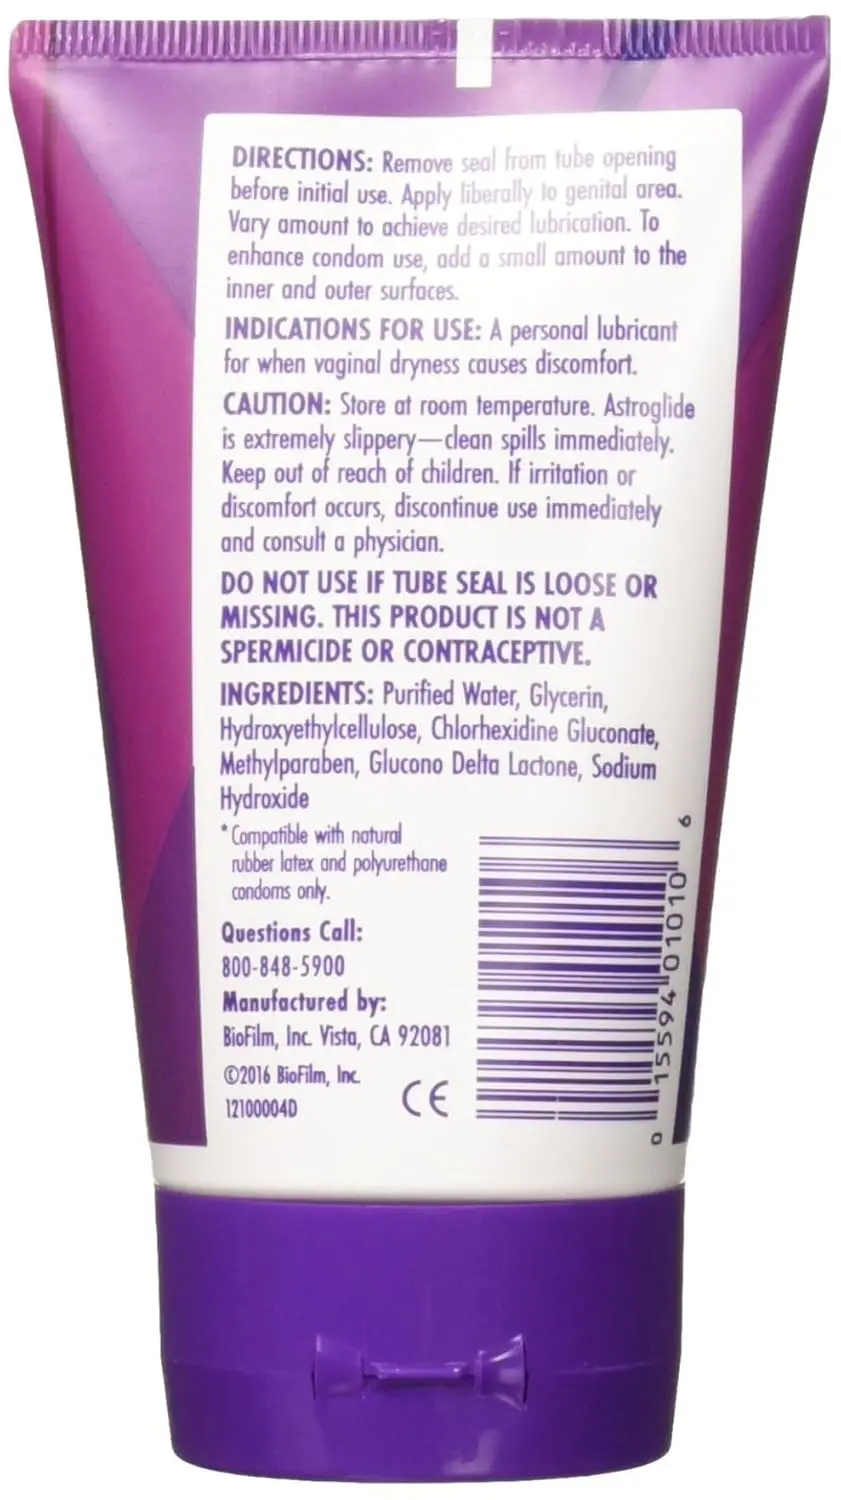 DIRECTIONS: Remove seal from tube opening
before initial use. Apply liberally to genital area.
Vary amount to achieve desired lubrication. To
enhance condom use, add a small amount to the
inner and outer surfaces.
INDICATIONS FOR USE: A personal lubricant
for when vaginal dryness causes discomfort.
CAUTION: Store at room temperature. Astroglide
is extremely slippery—clean spills immediately.
Keep out of reach of children. If irritation or
discomfort occurs, discontinue use immediately
and consult a physician.
DO NOT USE IF TUBE SEAL IS LOOSE OR
MISSING. THIS PRODUCT IS NOT A
SPERMICIDE OR CONTRACEPTIVE.
INGREDIENTS: Purified Water, Glycerin,
Hydroxyethylcellulose, Chlorhexidine Gluconate,
Methylparaben, Glucono Delta Lactone, Sodium
Hydroxide
*Compatible with natural
rubber latex and polyurethane
condoms only.
Questions Call:
800-848-5900
Manufactured by:
BioFilm, Inc. Vista, CA 92081
©2016 BioFilm, Inc.
12100004D
CE
0 15594 01010 6